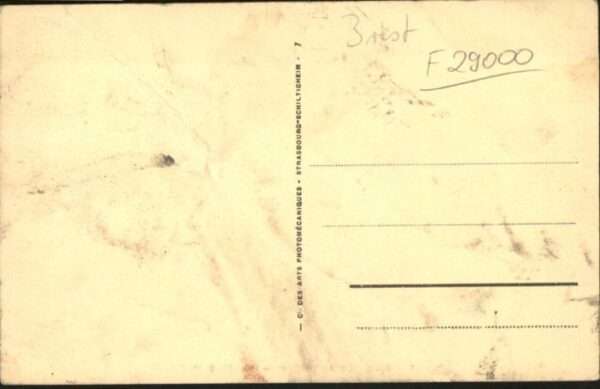 Brest
F 29000
— Cie DES ARTS PHOTOMÉCANIQUES - STRASBOURG-SCHILTIGHEIM - 7